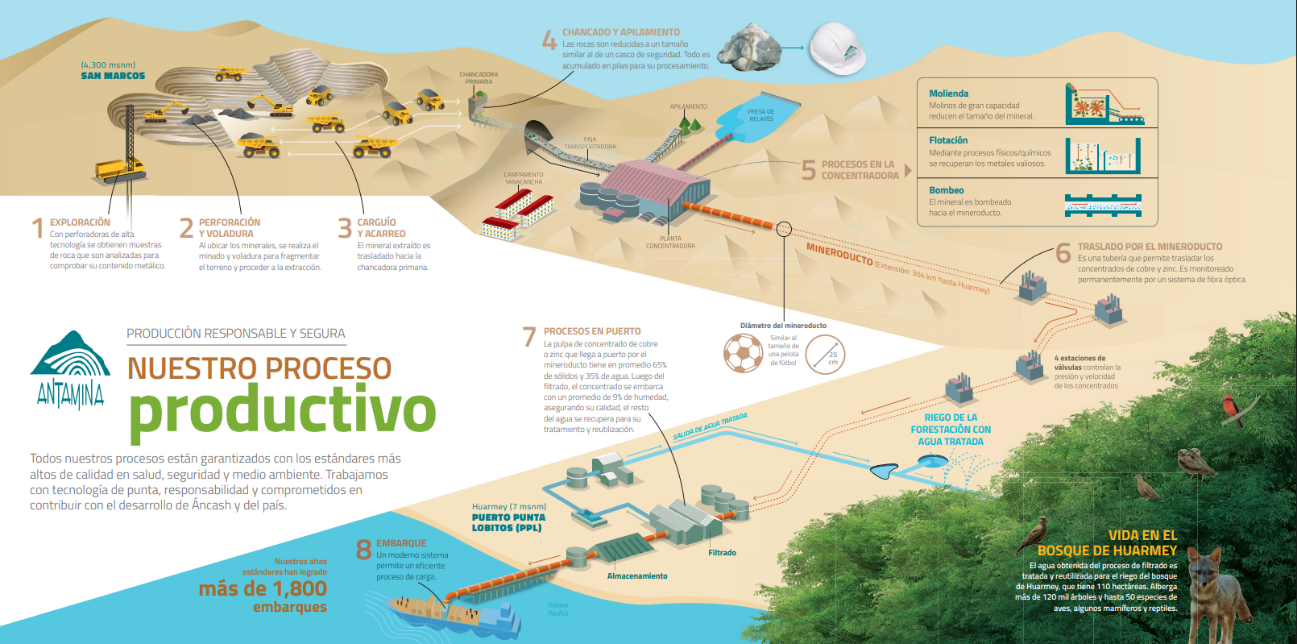 (4,300 msnm)
SAN MARCOS
CHANCADORA
PRIMARIA
4 CHANCADO Y APILAMIENTO
Las rocas son reducidas a un tamaño
similar al de un casco de seguridad. Todo es
acumulado en pilas para su procesamiento.
APILAMIENTO
PRESA DE
RELAVES
FAJA
TRANSPORTADORA
CAMPAMENTO
YANACANCHA
PLANTA
CONCENTRADORA
5 PROCESOS EN LA
CONCENTRADORA
Molienda
Molinos de gran capacidad
reducen el tamaño del mineral.
Flotación
Mediante procesos físicos/químicos
se recuperan los metales valiosos.
Bombeo
El mineral es bombeado
hacia el mineroducto.
1 EXPLORACIÓN
Con perforadoras de alta
tecnología se obtienen muestras
de roca que son analizadas para
comprobar su contenido metálico.
2 PERFORACIÓN
Y VOLADURA
Al ubicar los minerales, se realiza el
minado y voladura para fragmentar
el terreno y proceder a la extracción.
3 CARGUÍO
Y ACARREO
El mineral extraído es
trasladado hacia la
chancadora primaria.
MINERODUCTO (Extensión: 304 km hasta Huarmey)
6 TRASLADO POR EL MINERODUCTO
Es una tubería que permite trasladar los
concentrados de cobre y zinc. Es monitoreado
permanentemente por un sistema de fibra óptica.
Diámetro del mineroducto
Similar al
tamaño de
una pelota
de fútbol
25
cm
4 estaciones de
válvulas controlan la
presión y velocidad
de los concentrados
ANTAMINA
PRODUCCIÓN RESPONSABLE Y SEGURA
NUESTRO PROCESO
productivo
Todos nuestros procesos están garantizados con los estándares más
altos de calidad en salud, seguridad y medio ambiente. Trabajamos
con tecnología de punta, responsabilidad y comprometidos en
contribuir con el desarrollo de Áncash y del país.
7 PROCESOS EN PUERTO
La pulpa de concentrado de cobre
o zinc que llega a puerto por el
mineroducto tiene en promedio 65%
de sólidos y 35% de agua. Luego del
filtrado, el concentrado se embarca
con un promedio de 9% de humedad,
asegurando su calidad, el resto
del agua se recupera para su
tratamiento y reutilización.
SALIDA DE AGUA TRATADA
RIEGO DE LA
FORESTACIÓN CON
AGUA TRATADA
Huarmey (7 msnm)
PUERTO PUNTA
LOBITOS (PPL)
Filtrado
Almacenamiento
8 EMBARQUE
Un moderno sistema
permite un eficiente
proceso de carga.
Nuestros altos
estándares han logrado
más de 1,800
embarques
Océano
Pacífico
VIDA EN EL
BOSQUE DE HUARMEY
El agua obtenida del proceso de filtrado es
tratada y reutilizada para el riego del bosque
de Huarmey, que tiene 110 hectáreas. Alberga
más de 120 mil árboles y hasta 50 especies de
aves, algunos mamíferos y reptiles.